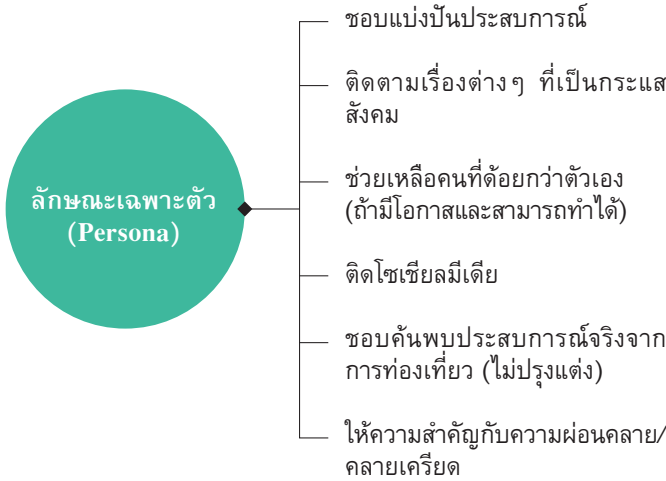 ลักษณะเฉพาะตัว
(Persona)
ชอบแบ่งปันประสบการณ์
ติดตามเรื่องต่างๆ ที่เป็นกระแส
สังคม
ช่วยเหลือคนที่ด้อยกว่าตัวเอง
(ถ้ามีโอกาสและสามารถทำได้)
ติดโซเชียลมีเดีย
ชอบค้นพบประสบการณ์จริงจาก
การท่องเที่ยว (ไม่ปรุงแต่ง)
ให้ความสำคัญกับความผ่อนคลาย/
คลายเครียด